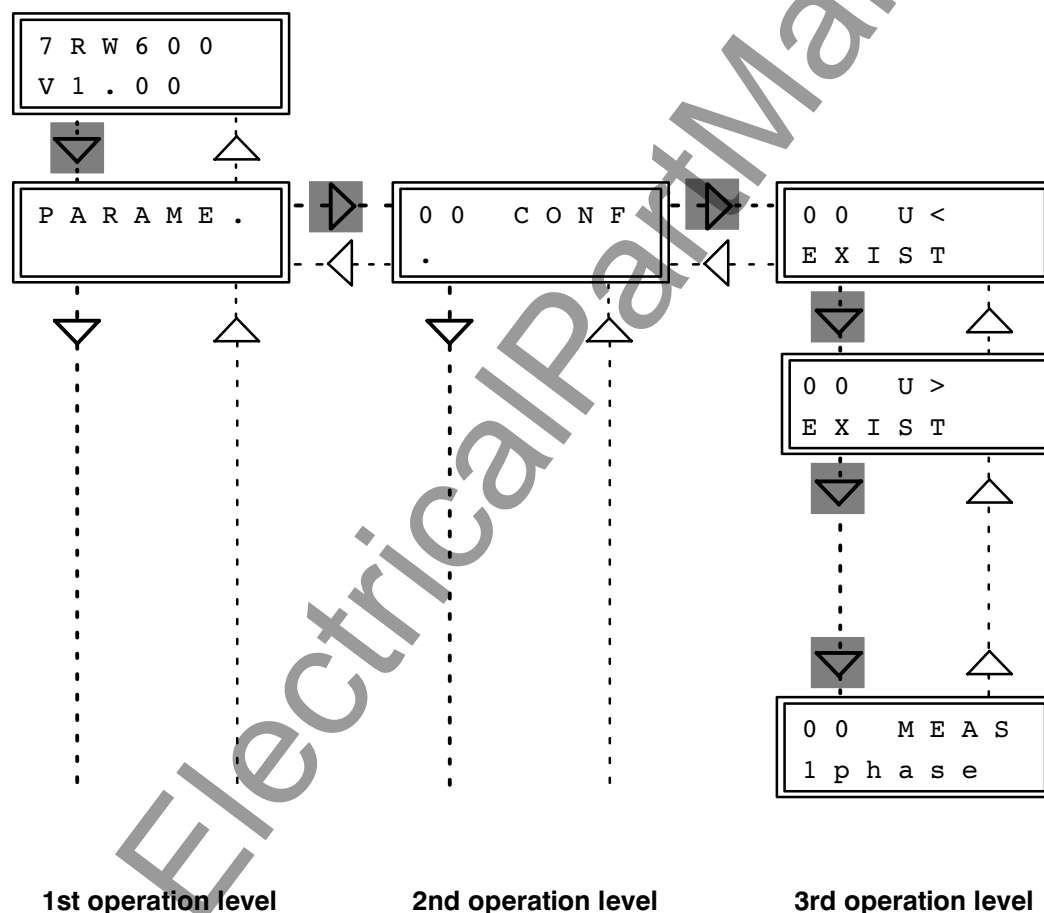 7RW600
V1.00
PARAME.
00 CONF
.
00 U<
EXIST
00 U>
EXIST
00 MEAS
1phase
1st operation level
2nd operation level
3rd operation level
ElectricalPartMa